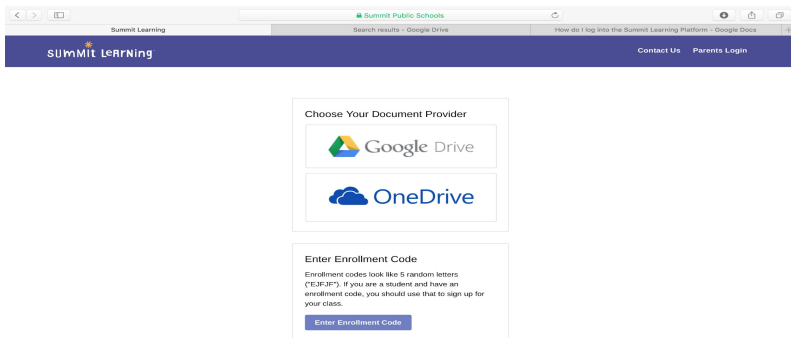 Summit Public Schools
Summit Learning
Search results - Google Drive
How do I log into the Summit Learning Platform - Google Docs
SUmMit LeARNing
Contact Us Parents Login
Choose Your Document Provider
Google Drive
OneDrive
Enter Enrollment Code
Enrollment codes look like 5 random letters
("EJFJF"). If you are a student and have an
enrollment code, you should use that to sign up for
your class.
Enter Enrollment Code